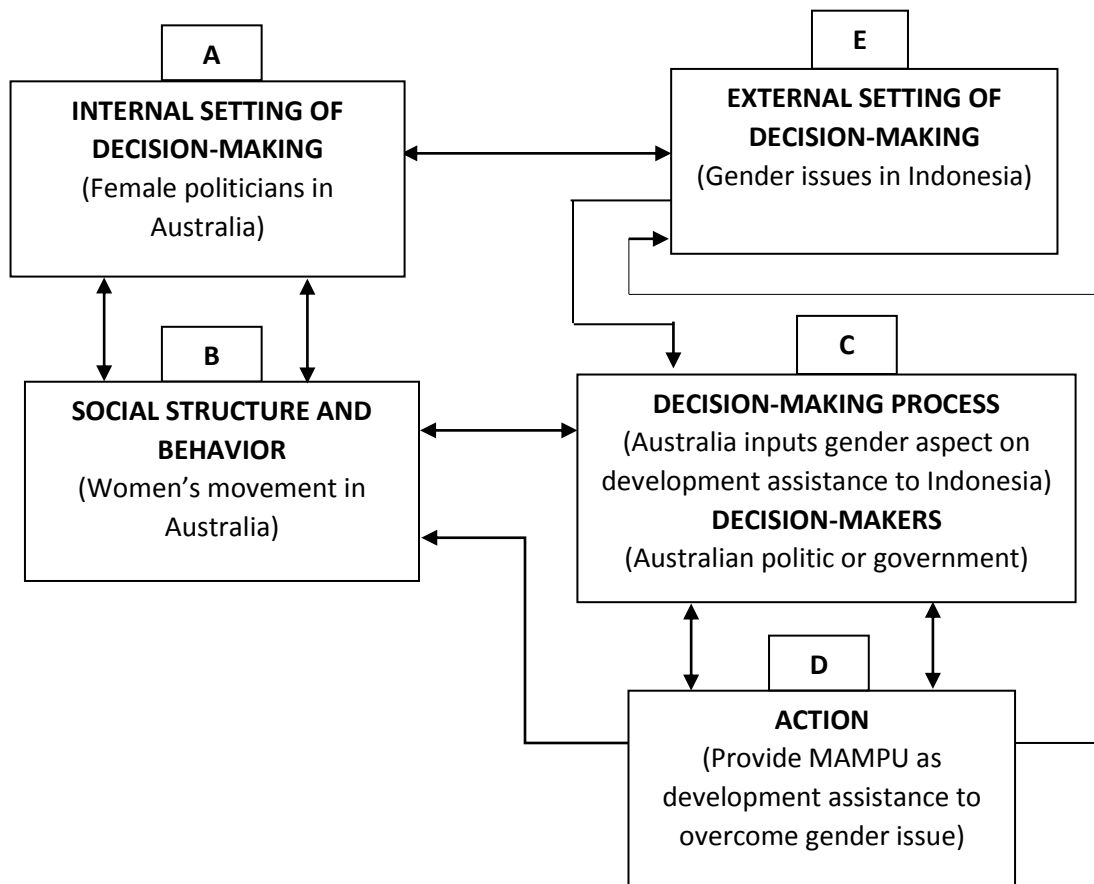 A
INTERNAL SETTING OF
DECISION-MAKING
(Female politicians in
Australia)
E
EXTERNAL SETTING OF
DECISION-MAKING
(Gender issues in Indonesia)
B
SOCIAL STRUCTURE AND
BEHAVIOR
(Women’s movement in
Australia)
C
DECISION-MAKING PROCESS
(Australia inputs gender aspect on
development assistance to Indonesia)
DECISION-MAKERS
(Australian politic or government)
D
ACTION
(Provide MAMPU as
development assistance to
overcome gender issue)